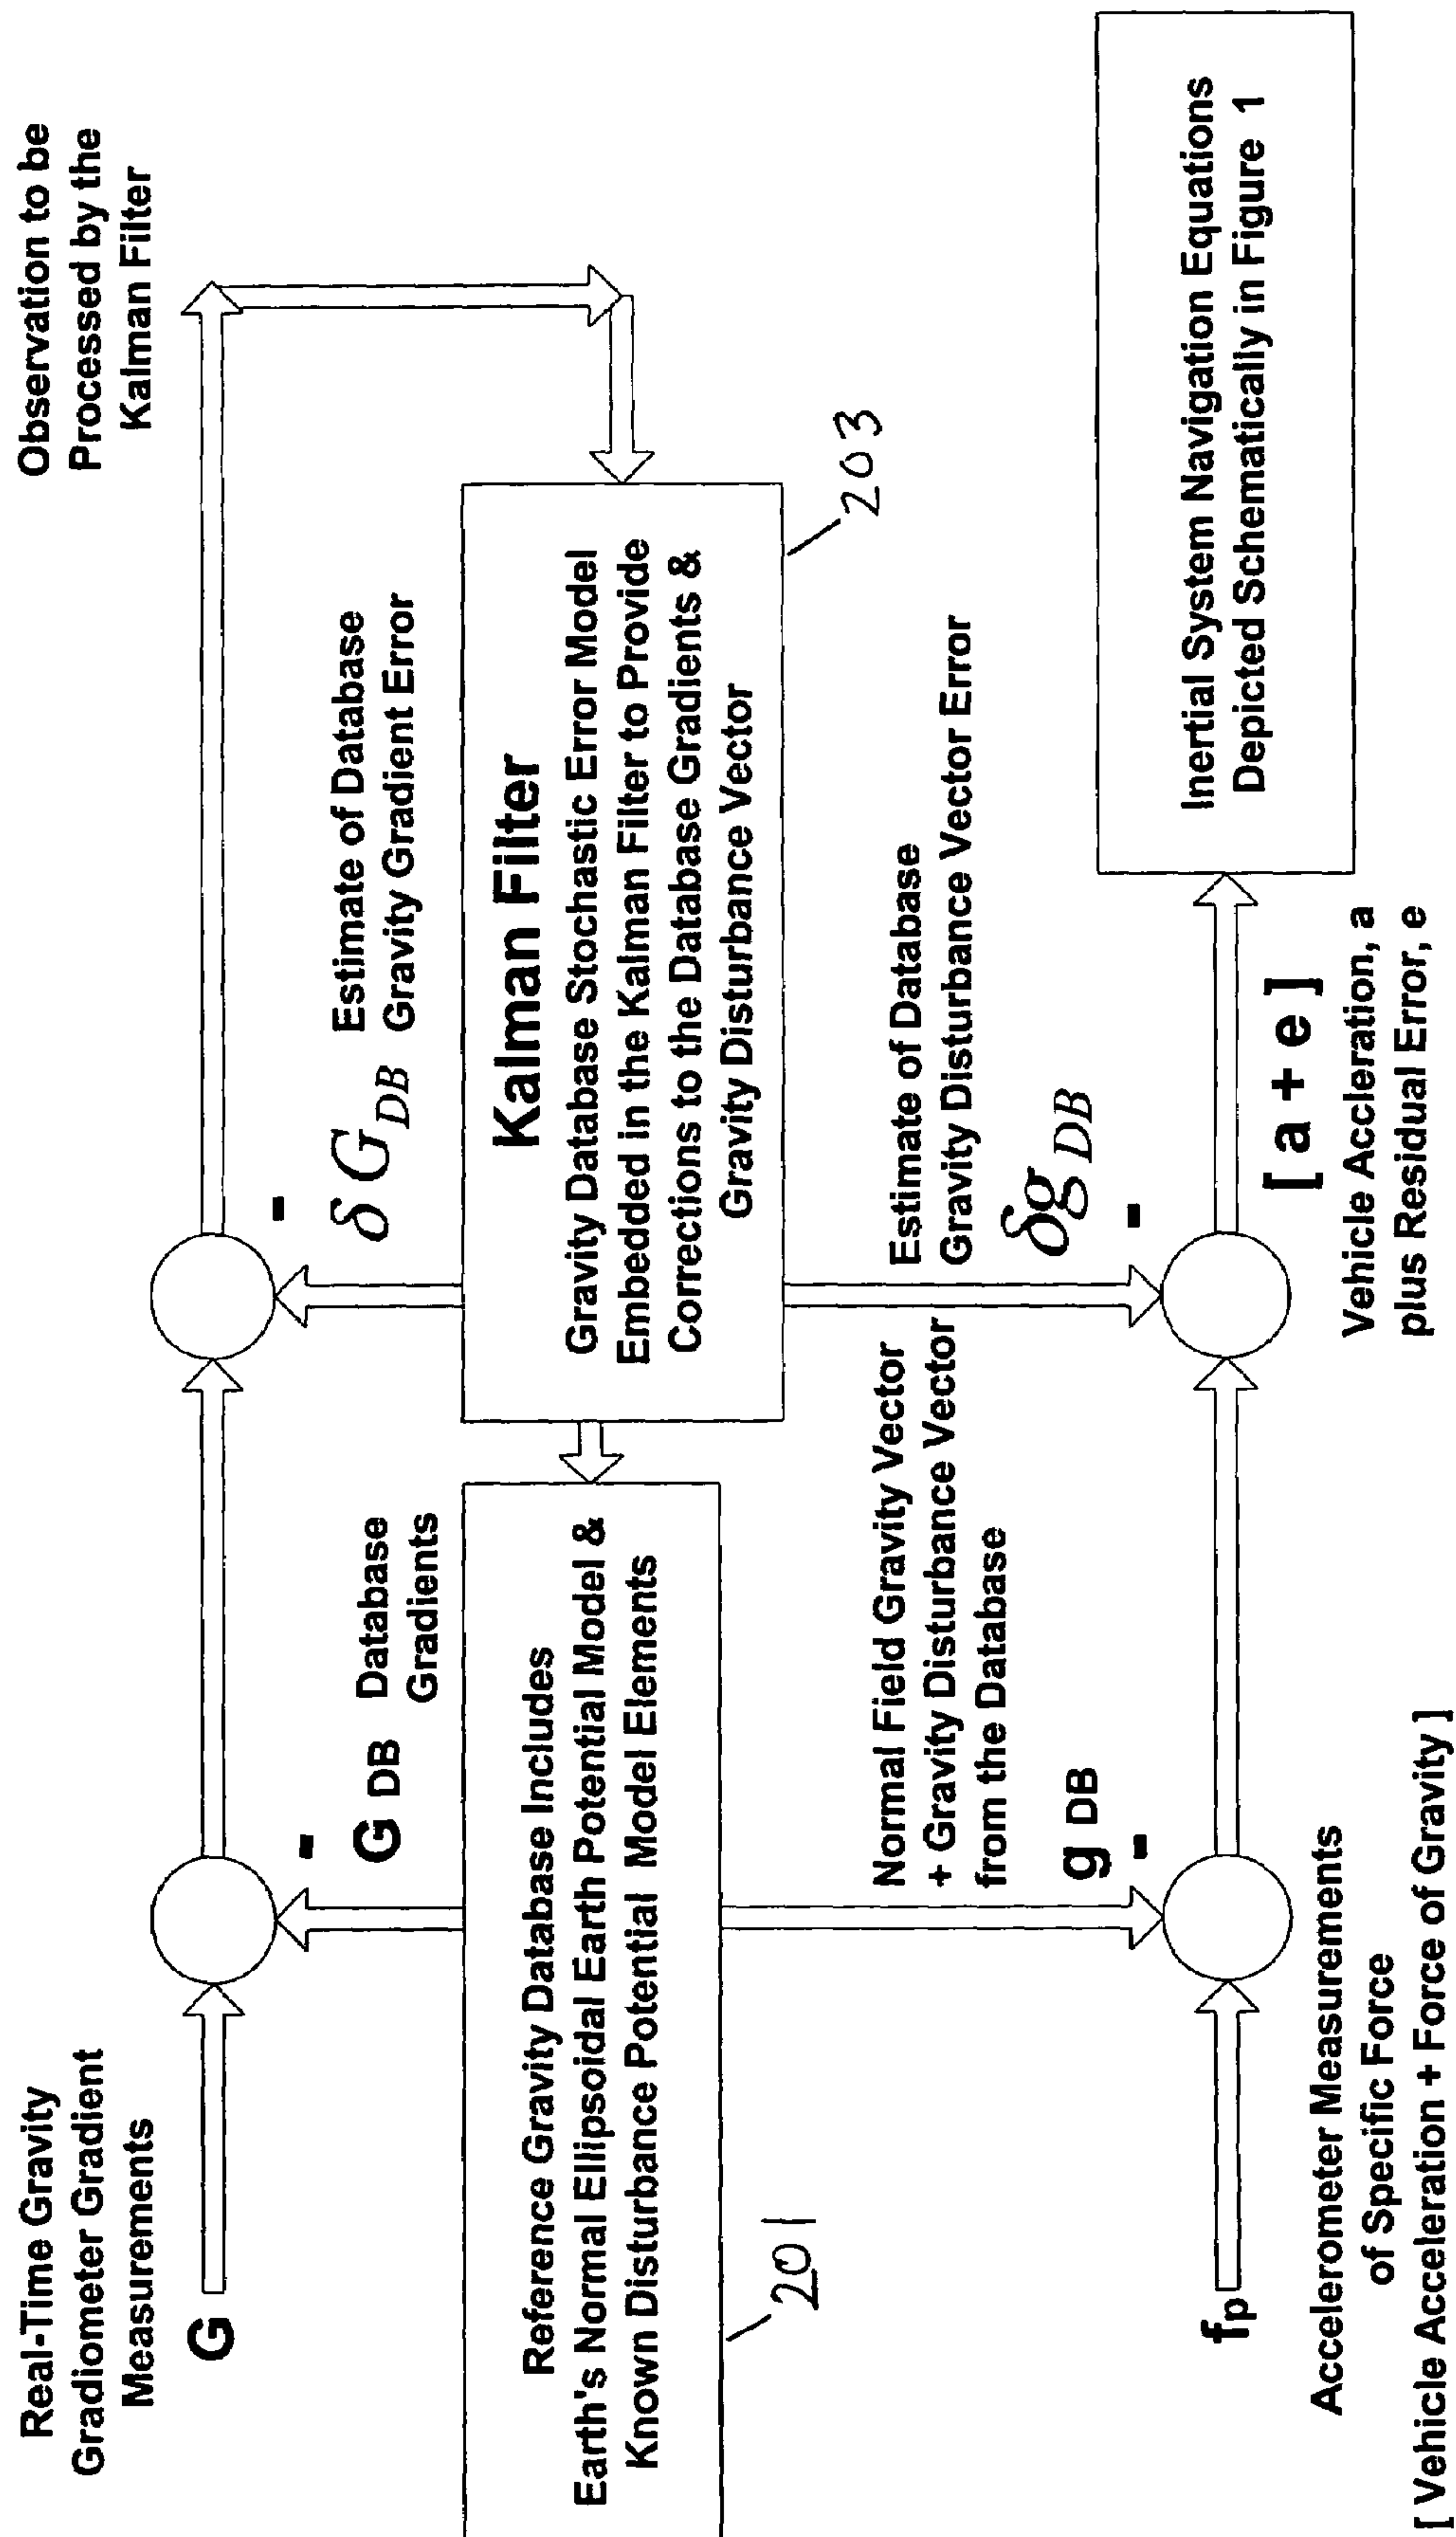 Real-Time Gravity
Gradiometer Gradient
Measurements
G
Observation to be
Processed by the
Kalman Filter
- 
G DB Database
Gradients
-
δ G DB Estimate of Database
Gravity Gradient Error
Reference Gravity Database Includes
Earth's Normal Ellipsoidal Earth Potential Model &
Known Disturbance Potential Model Elements
201
Kalman Filter
Gravity Database Stochastic Error Model
Embedded in the Kalman Filter to Provide
Corrections to the Database Gradients &
Gravity Disturbance Vector
203
Normal Field Gravity Vector
+ Gravity Disturbance Vector
from the Database
g DB
-
Estimate of Database
Gravity Disturbance Vector Error
δg DB
-
fp
Accelerometer Measurements
of Specific Force
[ Vehicle Acceleration + Force of Gravity ]
[ a + e ]
Vehicle Accleration, a
plus Residual Error, e
Inertial System Navigation Equations
Depicted Schematically in Figure 1